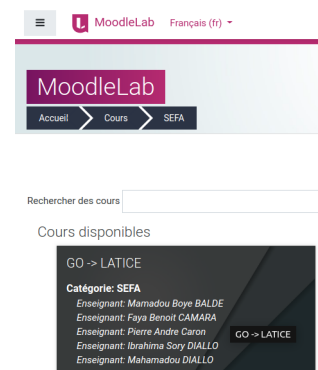 MoodleLab Français (fr)
MoodleLab
Accueil Cours SEFA
Rechercher des cours
Cours disponibles
GO -> LATICE
Catégorie: SEFA
Enseignant: Mamadou Boye BALDE
Enseignant: Faya Benoit CAMARA
Enseignant: Pierre Andre Caron
GO -> LATICE
Enseignant: Ibrahima Sory DIALLO
Enseignant: Mahamadou DIALLO